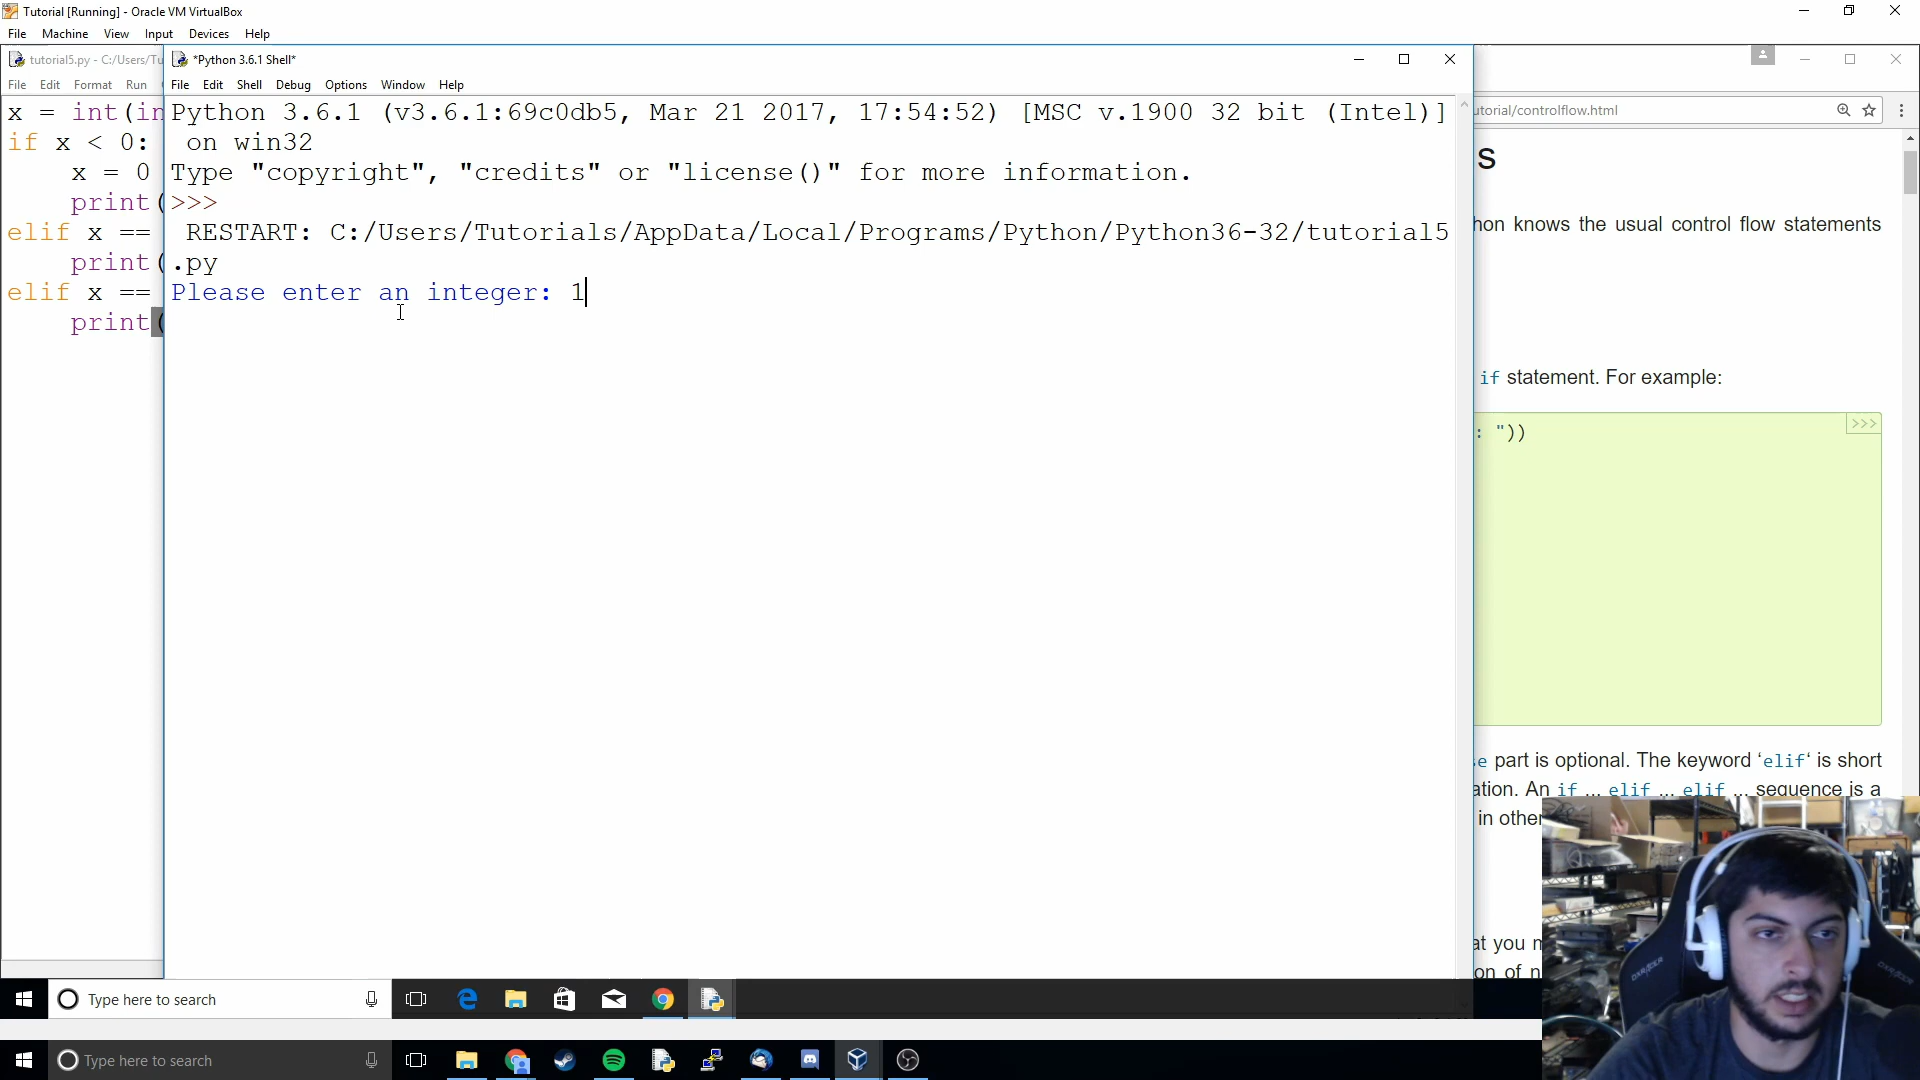 Tutorial [Running] - Oracle VM VirtualBox
File Machine View Input Devices Help
tutorial5.py - C:/Users/Tu
File Edit Format Run
x = int(in
if x < 0:
x = 0
print(
elif x ==
print(
elif x ==
print(
*Python 3.6.1 Shell*
File Edit Shell Debug Options Window Help
Python 3.6.1 (v3.6.1:69c0db5, Mar 21 2017, 17:54:52) [MSC v.1900 32 bit (Intel)]
on win32
Type "copyright", "credits" or "license()" for more information.
>>>
RESTART: C:/Users/Tutorials/AppData/Local/Programs/Python/Python36-32/tutorial5
.py
Please enter an integer: 1
utorial/controlflow.html
s
hon knows the usual control flow statements
if statement. For example:
>>>
: "))
se part is optional. The keyword ‘elif‘ is short
ation. An if ... elif ... elif ... sequence is a
in other
at you m
on of n
Type here to search
Type here to search